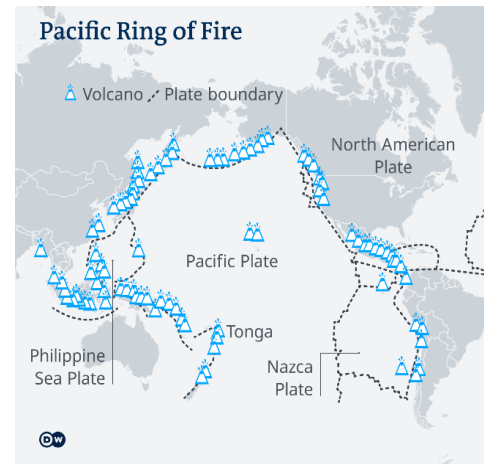 Pacific Ring of Fire
Volcano
Plate boundary
North American
Plate
Pacific Plate
Tonga
Philippine
Sea Plate
Nazca
Plate
DW